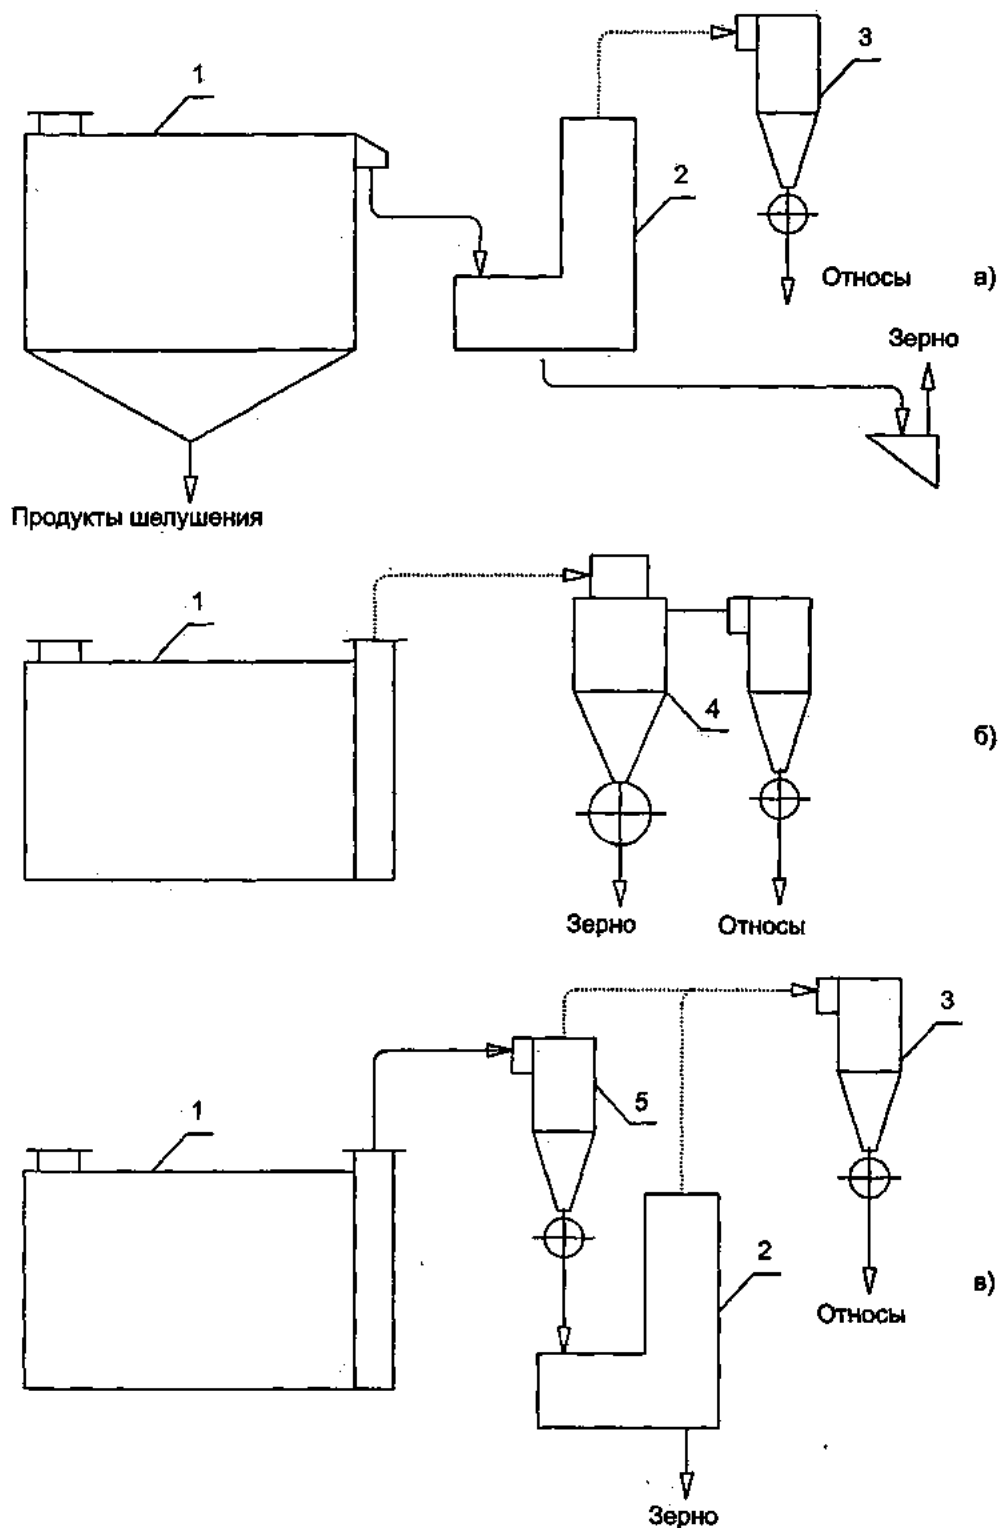 1
3
2
Относы
а)
Зерно
Продукты шелушения
1
4
б)
Зерно
Относы
3
5
1
2
в)
Относы
Зерно